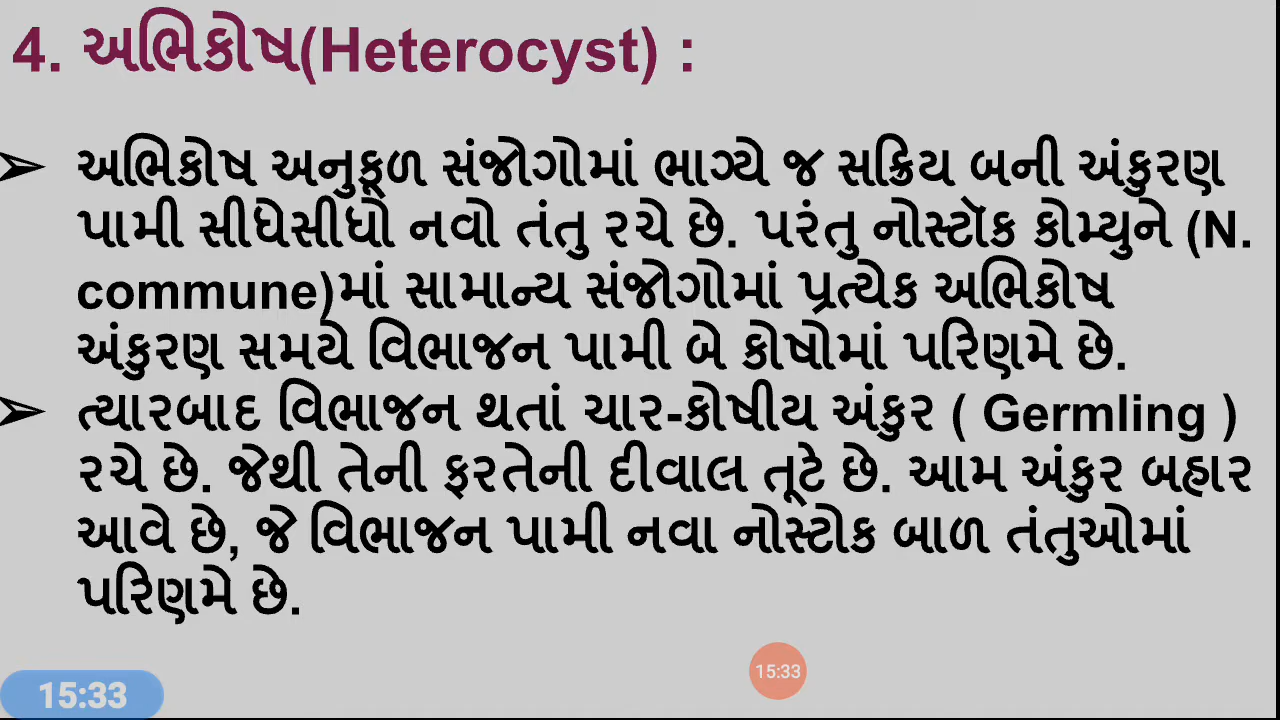 4. અભિકોષ(Heterocyst) :
➢ અભિકોષ અનુકૂળ સંજોગોમાં ભાગ્યે જ સક્રિય બની અંકુરણ
પામી સીધેસીધો નવો તંતુ રચે છે. પરંતુ નોસ્ટૉક કોમ્યુને (N.
commune)માં સામાન્ય સંજોગોમાં પ્રત્યેક અભિકોષ
અંકુરણ સમયે વિભાજન પામી બે કોષોમાં પરિણમે છે.
➢ ત્યારબાદ વિભાજન થતાં ચાર-કોષીય અંકુર ( Germling )
રચે છે. જેથી તેની ફરતેની દીવાલ તૂટે છે. આમ અંકુર બહાર
આવે છે, જે વિભાજન પામી નવા નોસ્ટોક બાળ તંતુઓમાં
પરિણમે છે.
15:33
15:33